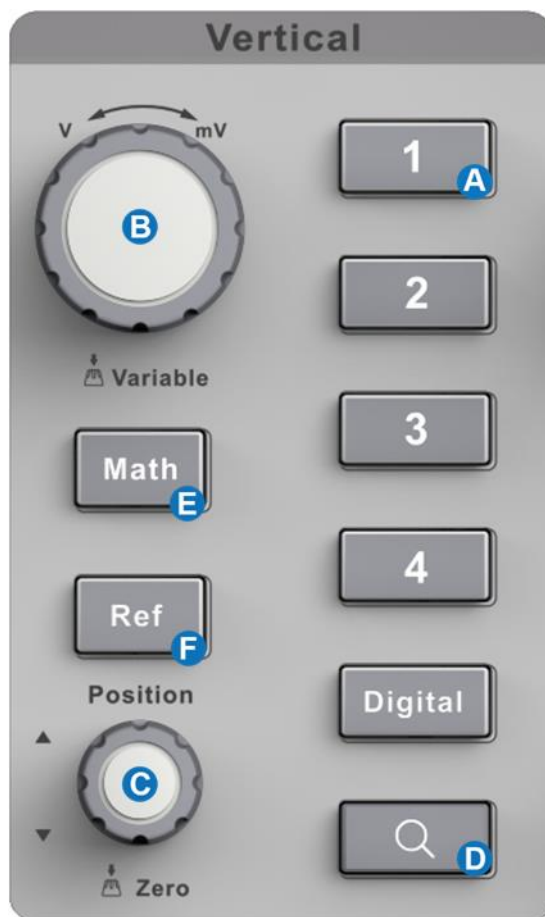 Vertical
V mV
B
Variable
Math
E
Ref
F
Position
C
Zero
1
A
2
3
4
Digital
D